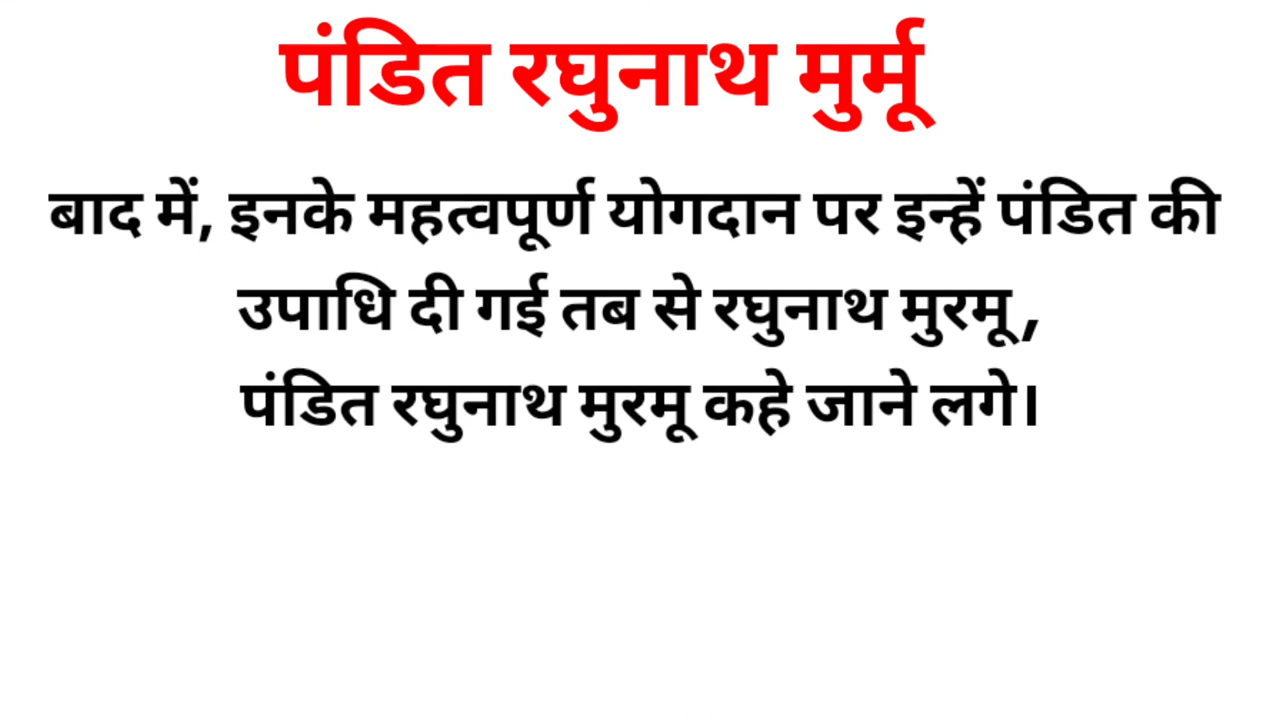 पंडित रघुनाथ मुर्मू
बाद में, इनके महत्वपूर्ण योगदान पर इन्हें पंडित की
उपाधि दी गई तब से रघुनाथ मुरमू ,
पंडित रघुनाथ मुरमू कहे जाने लगे।